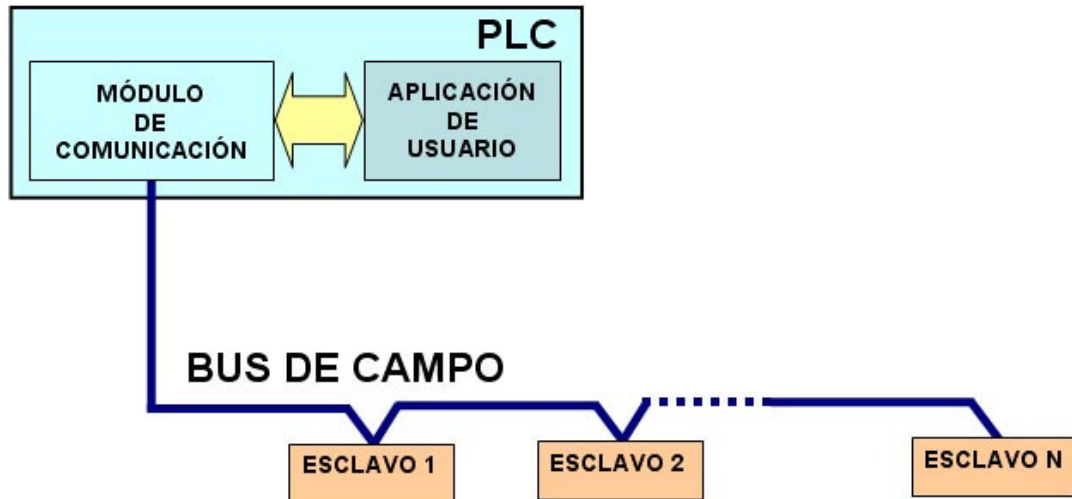 PLC
MÓDULO
DE
COMUNICACIÓN
APLICACIÓN
DE
USUARIO
BUS DE CAMPO
ESCLAVO 1
ESCLAVO 2
ESCLAVO N